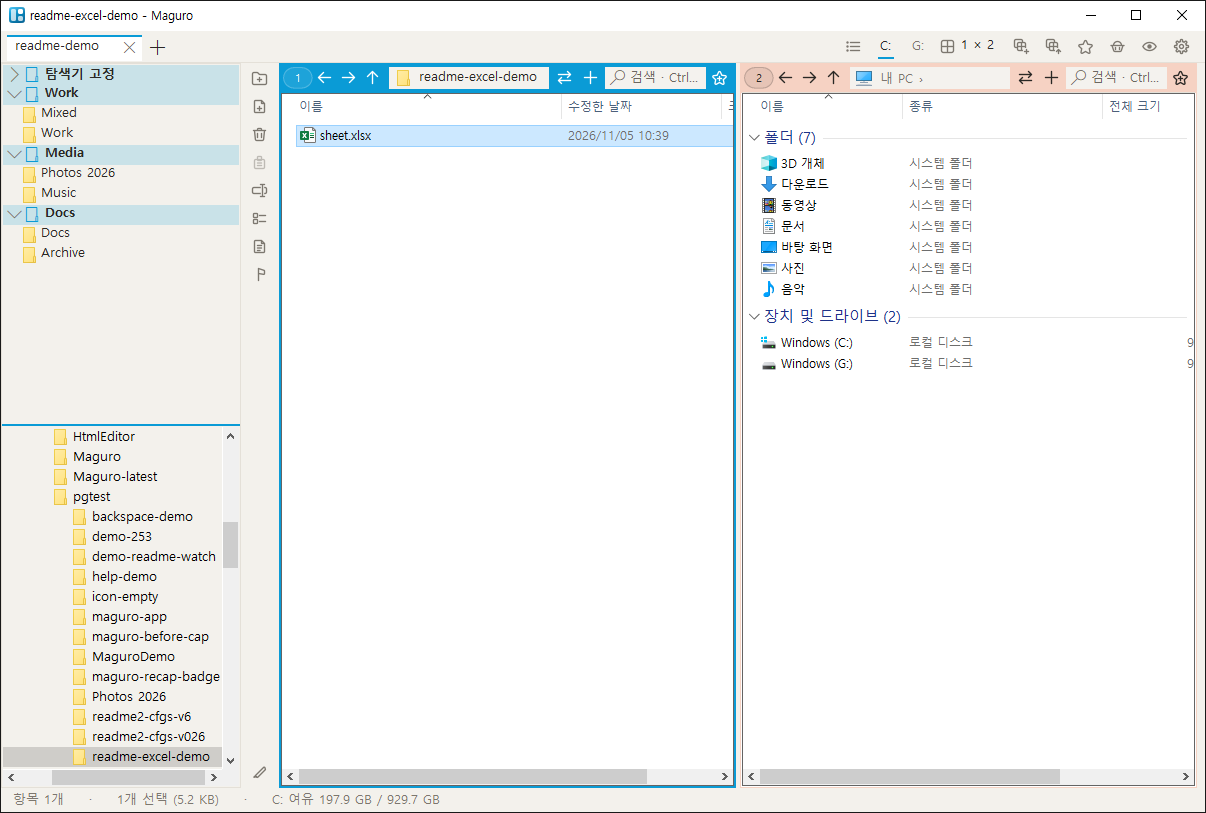 readme-excel-demo - Maguro
readme-demo
C: G: 1 × 2
탐색기 고정
Work
Mixed
Work
Media
Photos 2026
Music
Docs
Docs
Archive
HtmlEditor
Maguro
Maguro-latest
pgtest
backspace-demo
demo-253
demo-readme-watch
help-demo
icon-empty
maguro-app
maguro-before-cap
MaguroDemo
maguro-recap-badge
Photos 2026
readme2-cfgs-v6
readme2-cfgs-v026
readme-excel-demo
1 readme-excel-demo 검색 · Ctrl...
이름 수정한 날짜
sheet.xlsx 2026/11/05 10:39
2 내 PC › 검색 · Ctrl...
이름 종류 전체 크기
폴더 (7)
3D 개체 시스템 폴더
다운로드 시스템 폴더
동영상 시스템 폴더
문서 시스템 폴더
바탕 화면 시스템 폴더
사진 시스템 폴더
음악 시스템 폴더
장치 및 드라이브 (2)
Windows (C:) 로컬 디스크 9
Windows (G:) 로컬 디스크 9
항목 1개 · 1개 선택 (5.2 KB) · C: 여유 197.9 GB / 929.7 GB